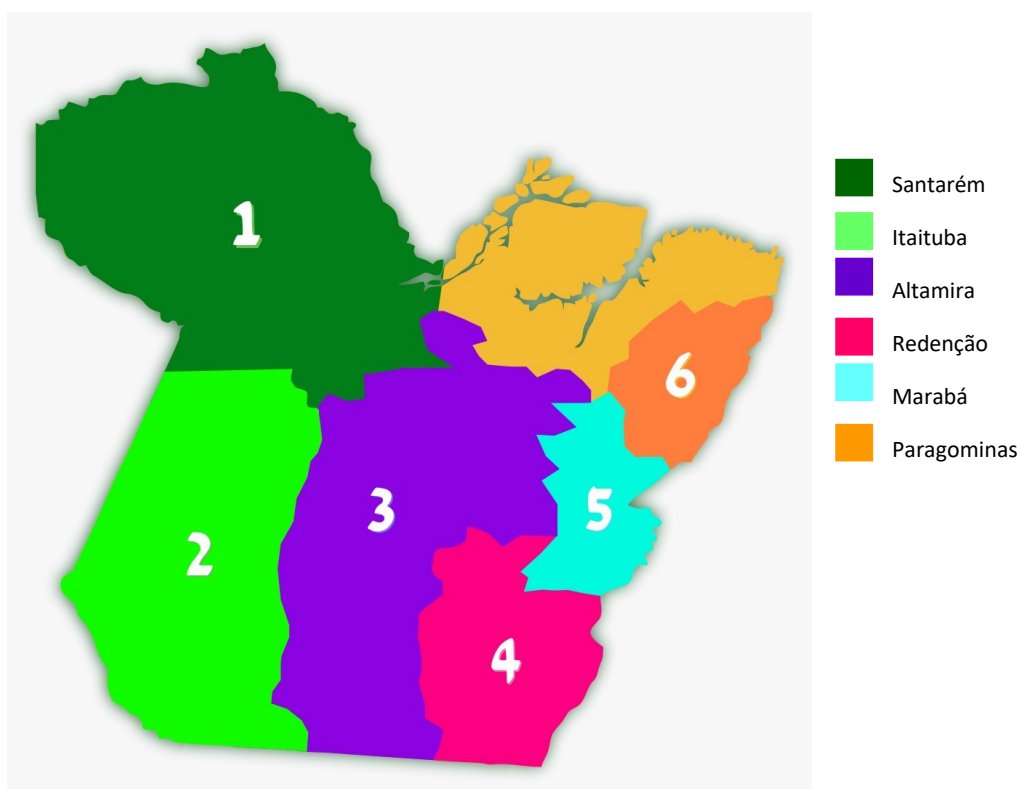 1
2
3
4
5
6
Santarém
Itaituba
Altamira
Redenção
Marabá
Paragominas